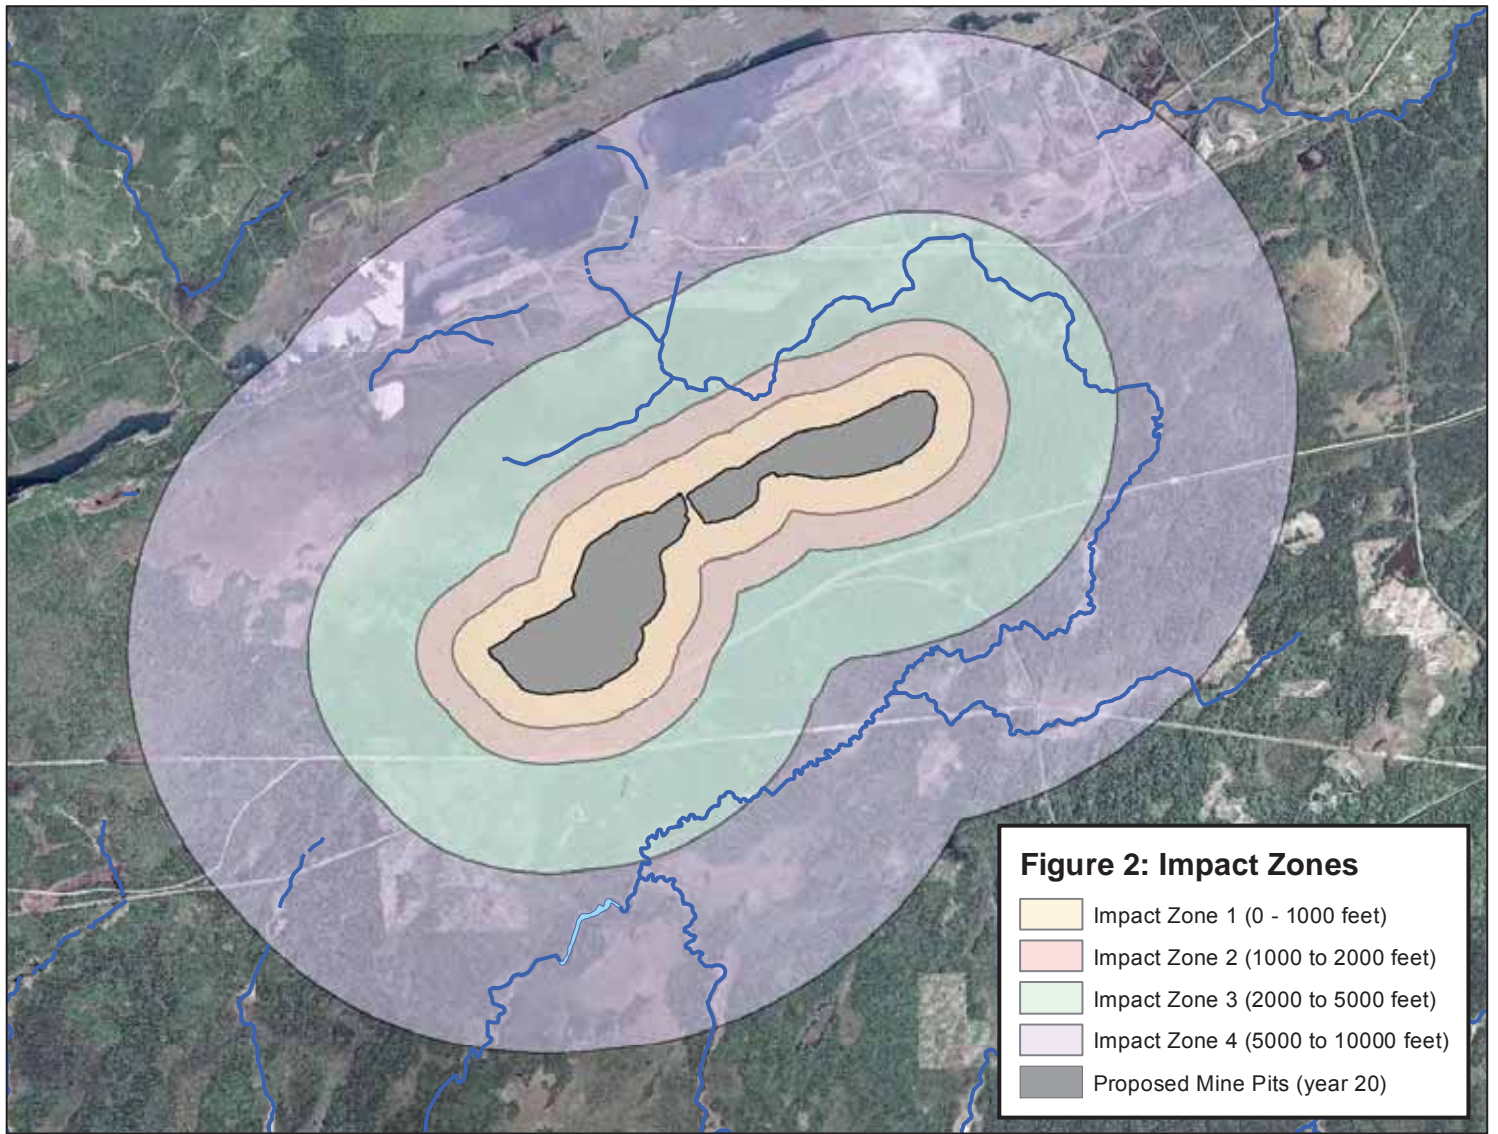 Figure 2: Impact Zones
Impact Zone 1 (0 - 1000 feet)
Impact Zone 2 (1000 to 2000 feet)
Impact Zone 3 (2000 to 5000 feet)
Impact Zone 4 (5000 to 10000 feet)
Proposed Mine Pits (year 20)